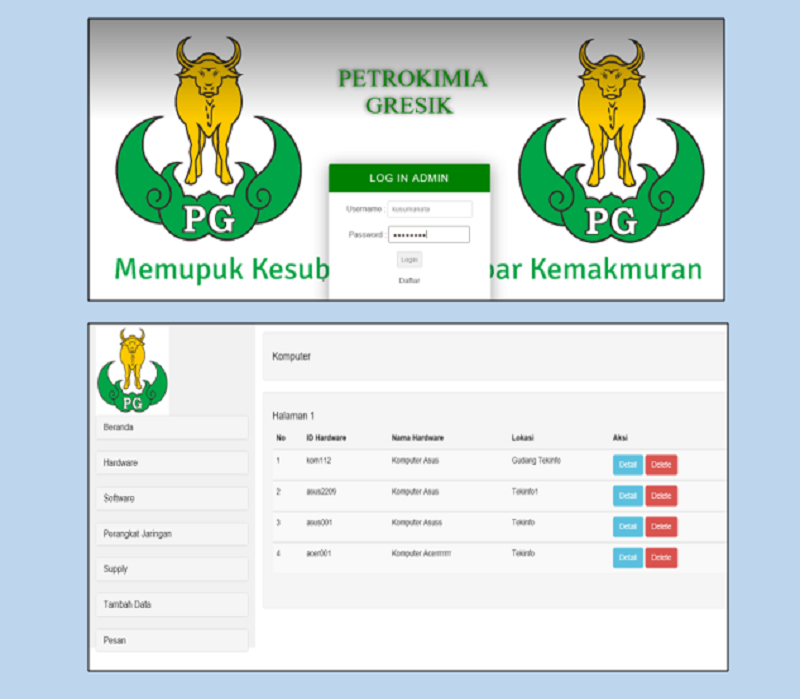 PETROKIMIA
GRESIK
PG
PG
LOG IN ADMIN
Username :
Password :
Login
Daftar
Memupuk Kesub bar Kemakmuran
PG
Beranda
Hardware
Software
Perangkat Jaringan
Supply
Tambah Data
Pesan
Komputer
Halaman 1
No ID Hardware Nama Hardware Lokasi Aksi
1 kom112 Komputer Asus Gudang Tekinfo Detail Delete
2 asus2209 Komputer Asus Tekinfo1 Detail Delete
3 asus001 Komputer Asuss Tekinfo Detail Delete
4 acer001 Komputer Tekinfo Detail Delete